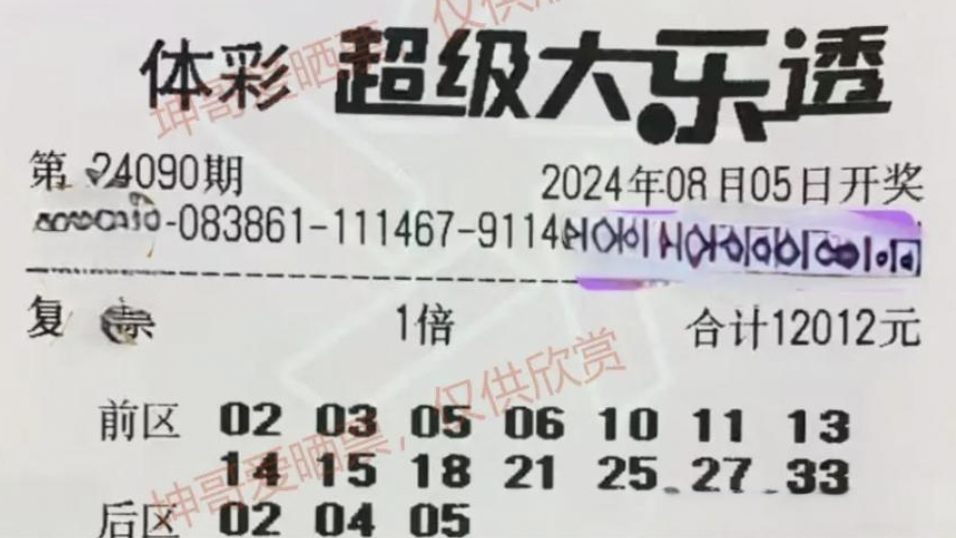 体彩 超级大乐透
第 24090期 2024年08月05日开奖
-083861-111467-9114
复 票 1倍 合计12012元
前区 02 03 05 06 10 11 13
14 15 18 21 25 27 33
后区 02 04 05
坤哥爱晒票，仅供欣赏
坤哥爱晒票，仅供欣赏